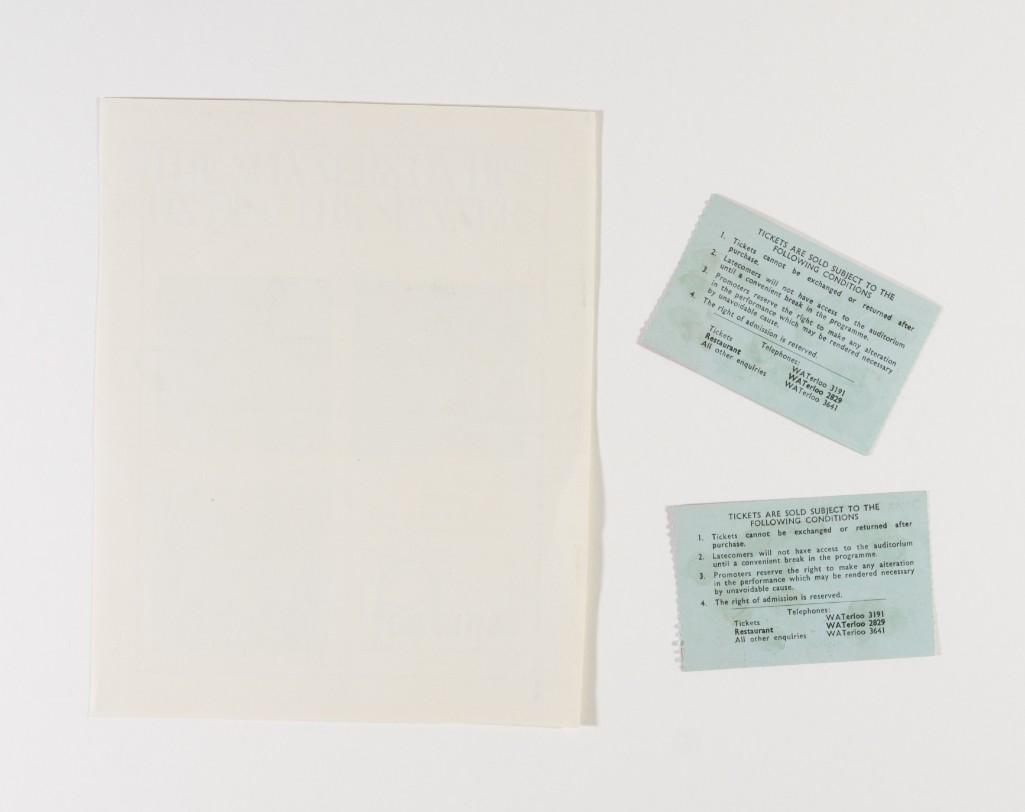 TICKETS ARE SOLD SUBJECT TO THE
FOLLOWING CONDITIONS
1. Tickets cannot be exchanged or returned after
purchase.
2. Latecomers will not have access to the auditorium
until a convenient break in the programme.
3. Promoters reserve the right to make any alteration
in the performance which may be rendered necessary
by unavoidable cause.
4. The right of admission is reserved.
Telephones:
Tickets WATerloo 3191
Restaurant WATerloo 2829
All other enquiries WATerloo 3641
TICKETS ARE SOLD SUBJECT TO THE
FOLLOWING CONDITIONS
1. Tickets cannot be exchanged or returned after
purchase.
2. Latecomers will not have access to the auditorium
until a convenient break in the programme.
3. Promoters reserve the right to make any alteration
in the performance which may be rendered necessary
by unavoidable cause.
4. The right of admission is reserved.
Telephones:
Tickets WATerloo 3191
Restaurant WATerloo 2829
All other enquiries WATerloo 3641